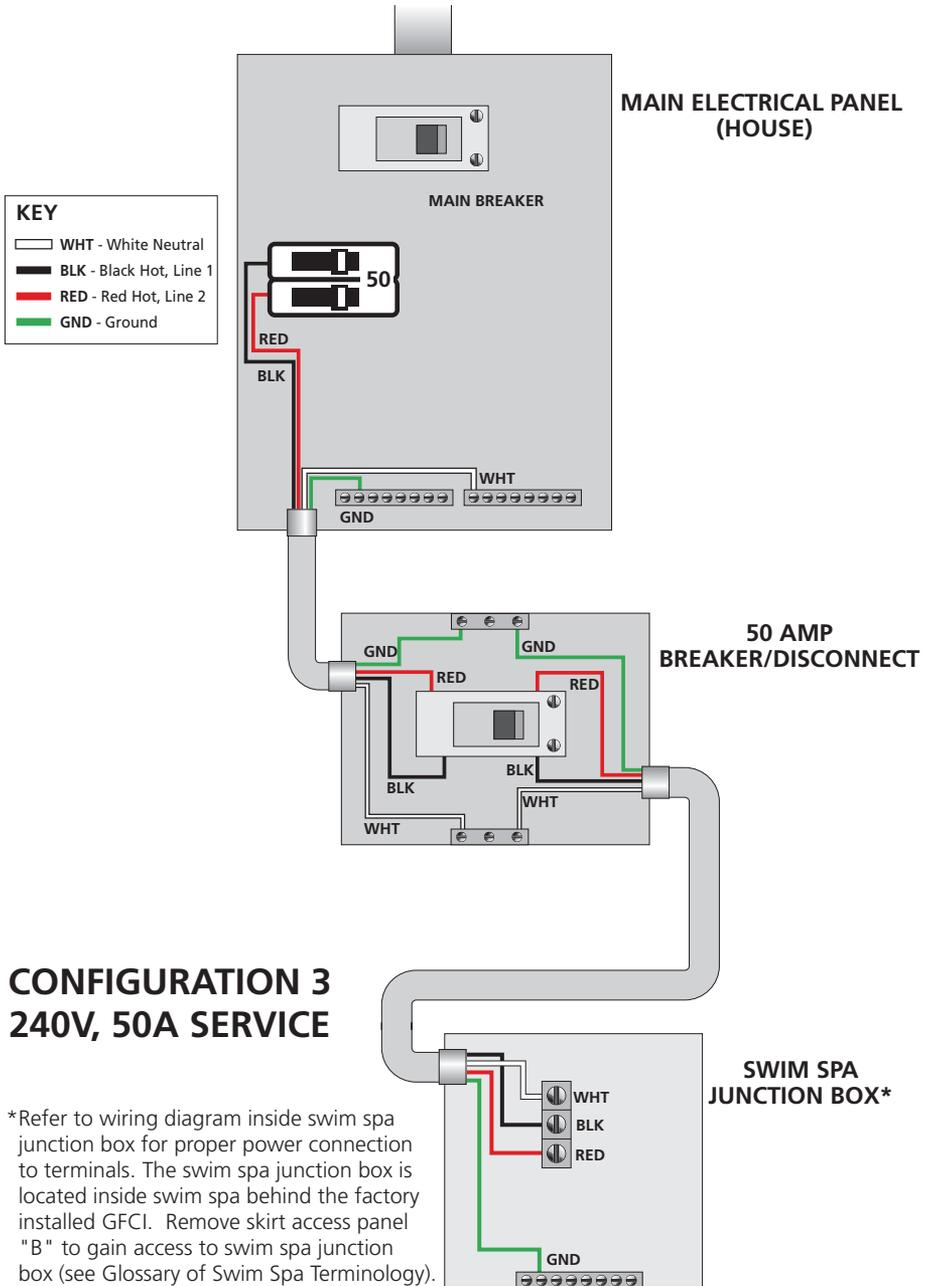 MAIN ELECTRICAL PANEL
(HOUSE)
MAIN BREAKER
KEY
WHT - White Neutral
BLK - Black Hot, Line 1
RED - Red Hot, Line 2
GND - Ground
50
RED
BLK
WHT
GND
50 AMP
BREAKER/DISCONNECT
GND
GND
RED
RED
BLK
BLK
WHT
WHT
CONFIGURATION 3
240V, 50A SERVICE
SWIM SPA
JUNCTION BOX*
WHT
BLK
RED
GND
*Refer to wiring diagram inside swim spa
junction box for proper power connection
to terminals. The swim spa junction box is
located inside swim spa behind the factory
installed GFCI.  Remove skirt access panel
"B" to gain access to swim spa junction
box (see Glossary of Swim Spa Terminology).